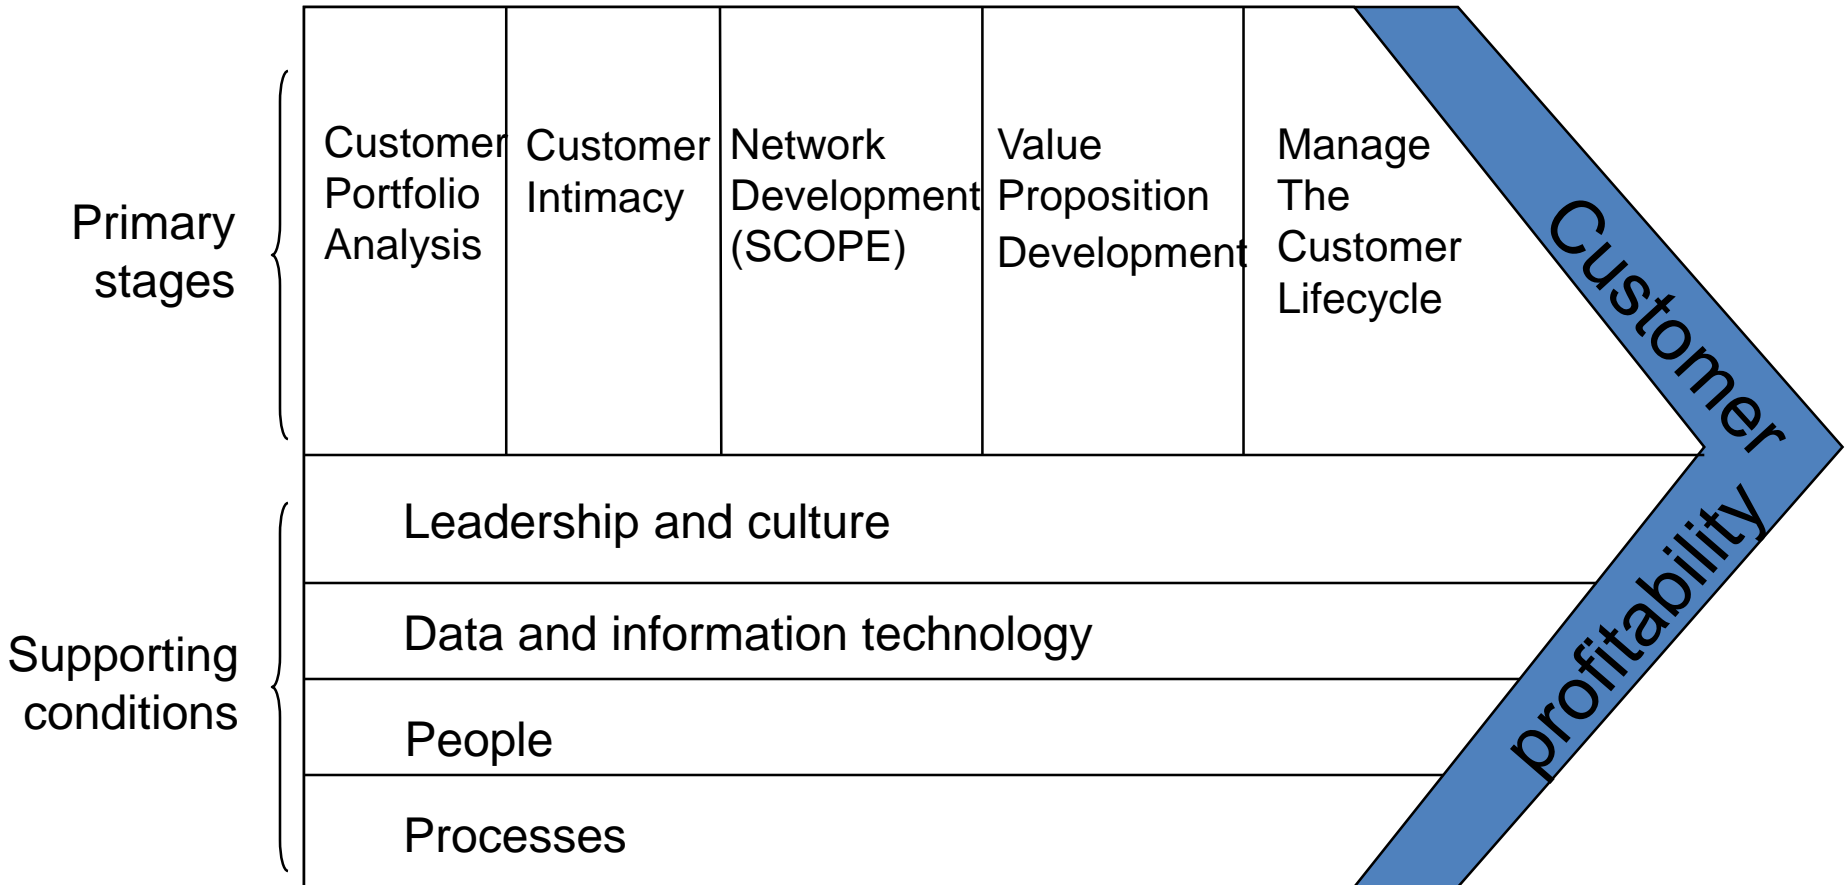 Primary
stages
Customer
Portfolio
Analysis
Customer
Intimacy
Network
Development
(SCOPE)
Value
Proposition
Development
Manage
The
Customer
Lifecycle
Supporting
conditions
Leadership and culture
Data and information technology
People
Processes
Customer
profitability